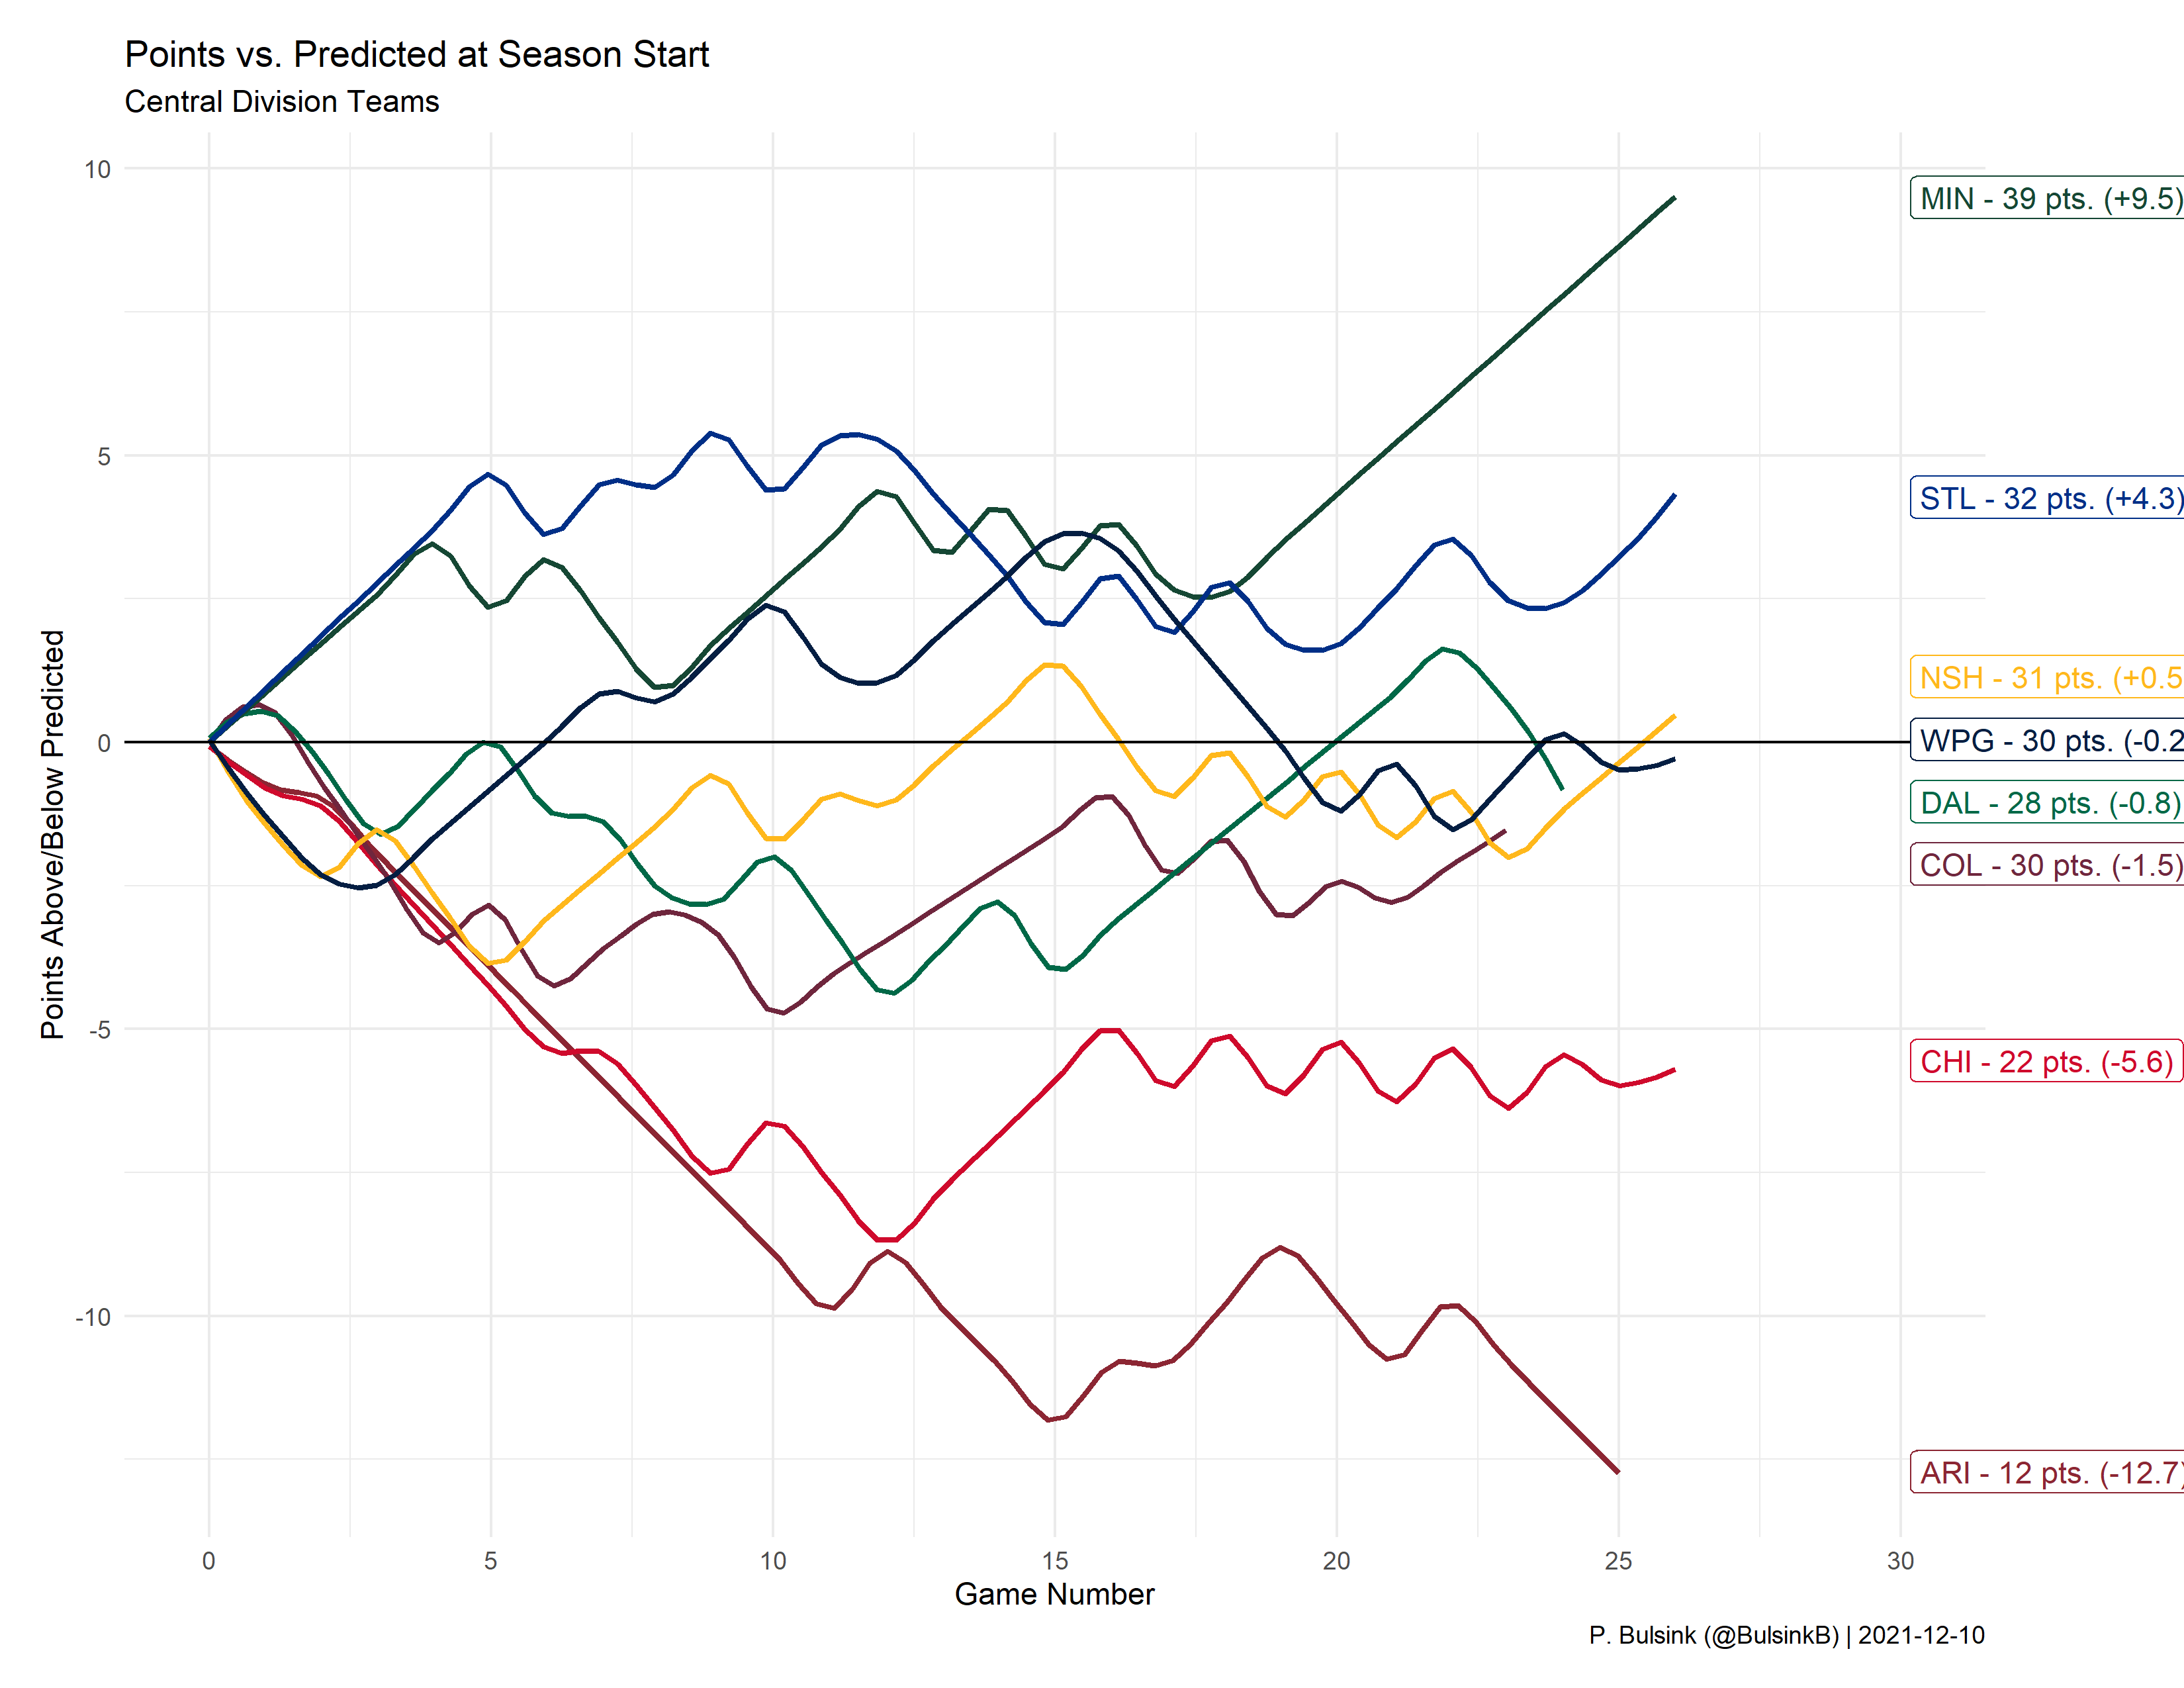 Points vs. Predicted at Season Start
Central Division Teams
Points Above/Below Predicted
10
5
0
-5
-10
MIN - 39 pts. (+9.5)
STL - 32 pts. (+4.3)
NSH - 31 pts. (+0.5
WPG - 30 pts. (-0.2
DAL - 28 pts. (-0.8)
COL - 30 pts. (-1.5)
CHI - 22 pts. (-5.6)
ARI - 12 pts. (-12.7)
0 5 10 15 20 25 30
Game Number
P. Bulsink (@BulsinkB) | 2021-12-10